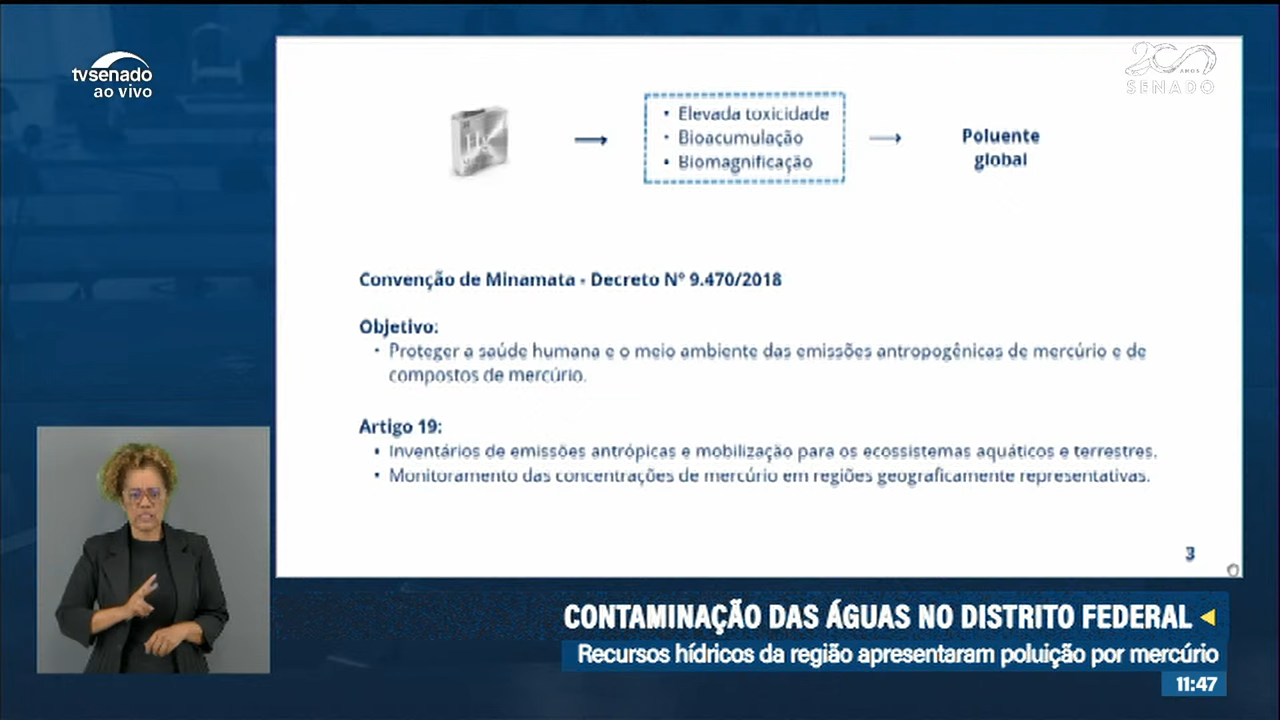 tvsenado
ao vivo
200 ANOS
SENADO
Hg
• Elevada toxicidade
• Bioacumulação
• Biomagnificação
Poluente
global
Convenção de Minamata - Decreto Nº 9.470/2018
Objetivo:
• Proteger a saúde humana e o meio ambiente das emissões antropogênicas de mercúrio e de
compostos de mercúrio.
Artigo 19:
• Inventários de emissões antrópicas e mobilização para os ecossistemas aquáticos e terrestres.
• Monitoramento das concentrações de mercúrio em regiões geograficamente representativas.
3
CONTAMINAÇÃO DAS ÁGUAS NO DISTRITO FEDERAL
Recursos hídricos da região apresentaram poluição por mercúrio
11:47